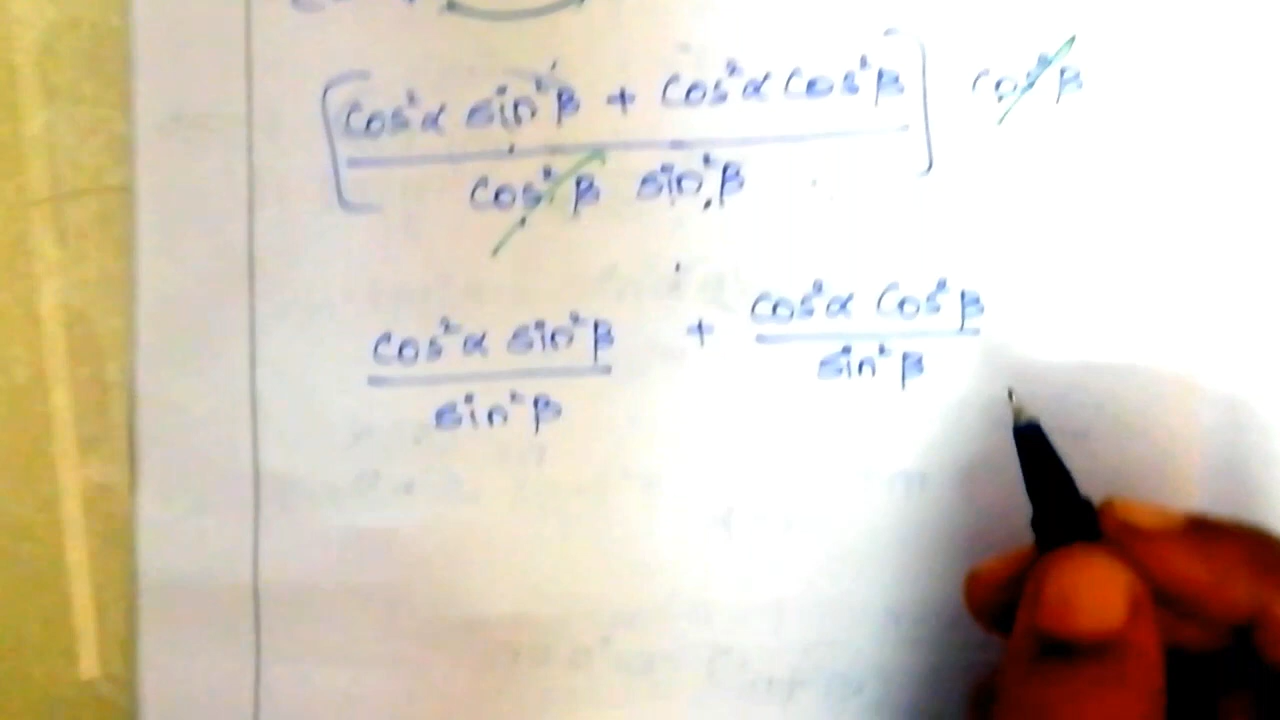 [cos²α sin²β + cos²α cos²β] cos²β
cos²β sin²β
cos²α sin²β + cos²α cos²β
sin²β sin²β